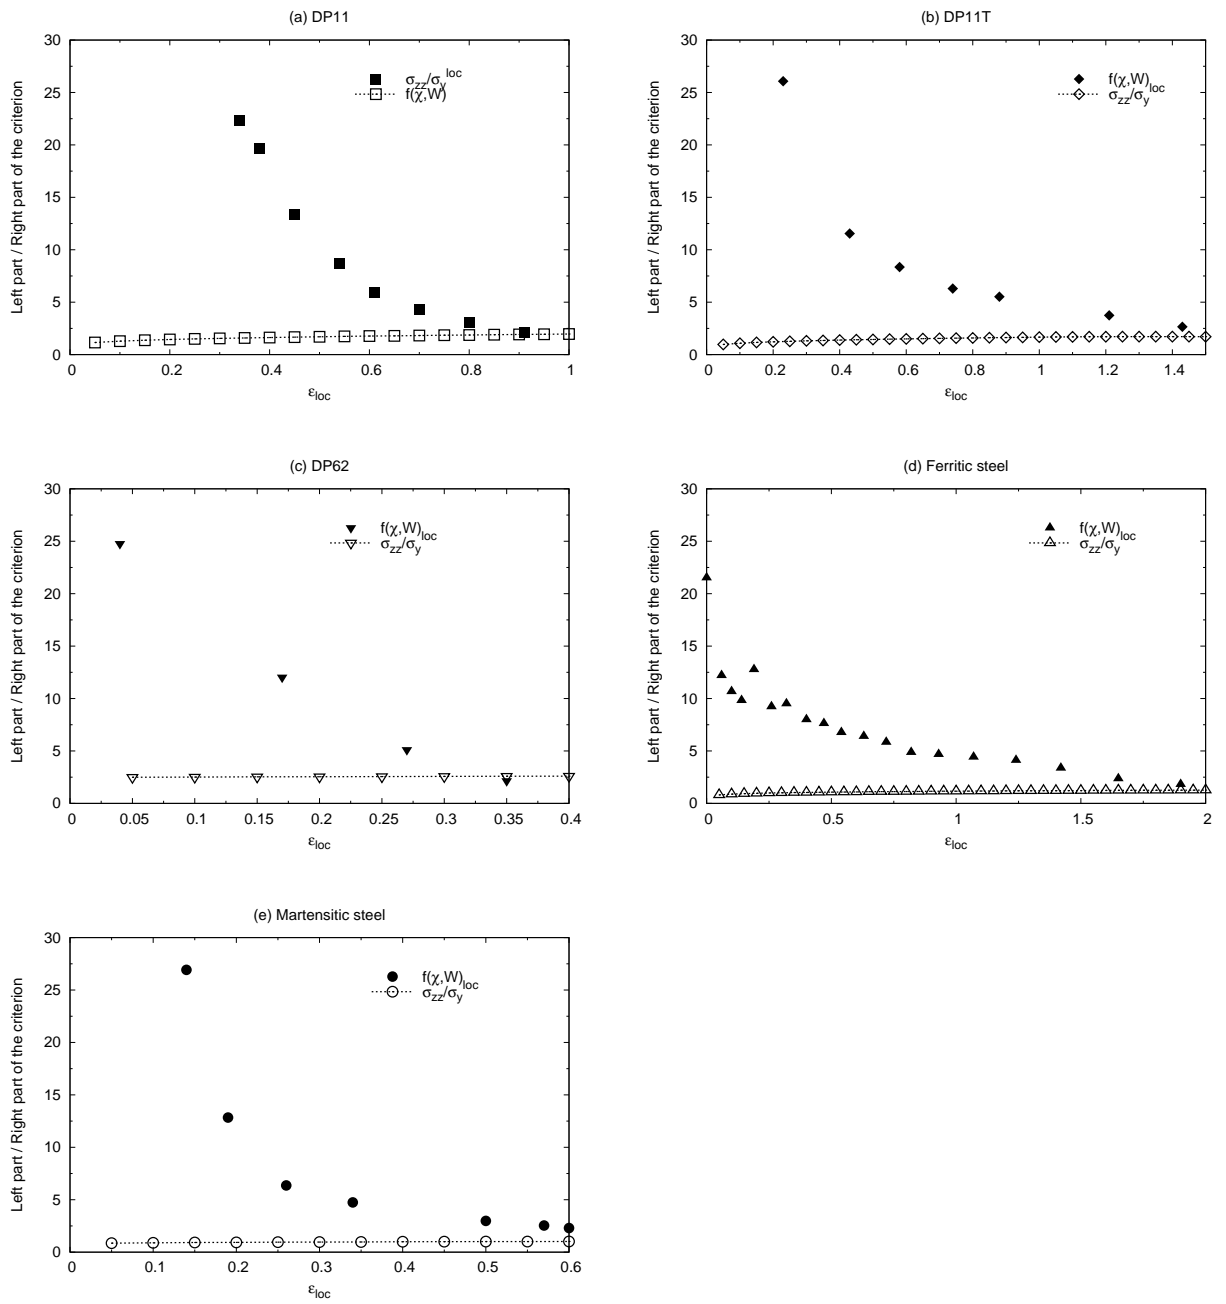 (a) DP11
Left part / Right part of the criterion
30
25
20
15
10
5
0
σzz/σy loc
f(χ,W)
0 0.2 0.4 0.6 0.8 1
εloc
(b) DP11T
Left part / Right part of the criterion
30
25
20
15
10
5
0
f(χ,W)loc
σzz/σy
0 0.2 0.4 0.6 0.8 1 1.2 1.4
εloc
(c) DP62
Left part / Right part of the criterion
30
25
20
15
10
5
0
f(χ,W)loc
σzz/σy
0 0.05 0.1 0.15 0.2 0.25 0.3 0.35 0.4
εloc
(d) Ferritic steel
Left part / Right part of the criterion
30
25
20
15
10
5
0
f(χ,W)loc
σzz/σy
0 0.5 1 1.5 2
εloc
(e) Martensitic steel
Left part / Right part of the criterion
30
25
20
15
10
5
0
f(χ,W)loc
σzz/σy
0 0.1 0.2 0.3 0.4 0.5 0.6
εloc